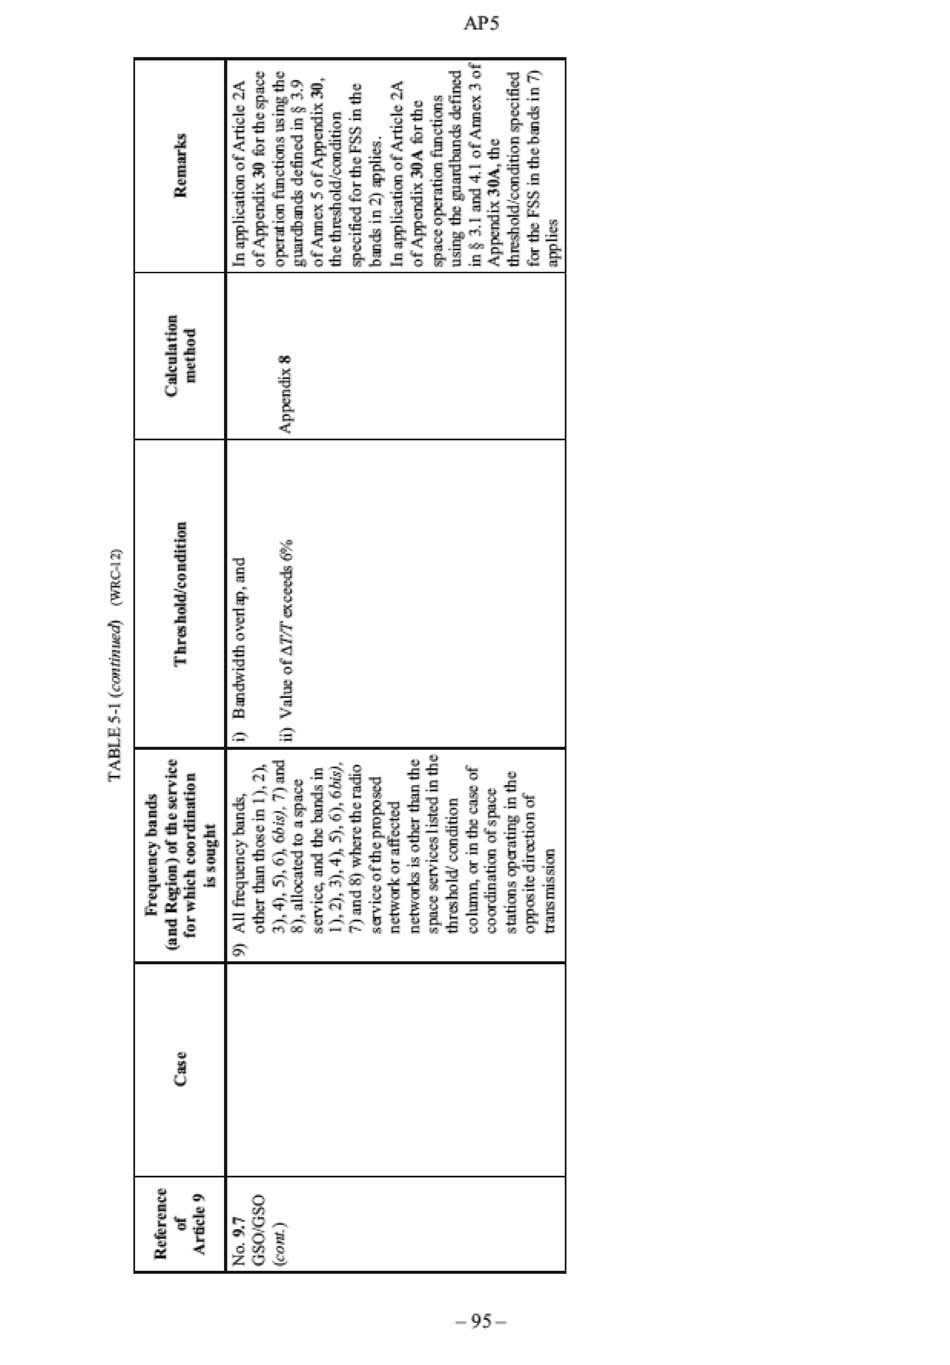 AP5
TABLE 5-1 (continued) (WRC-12)
Reference
of
Article 9
Case
Frequency bands
(and Region) of the service
for which coordination
is sought
Threshold/condition
Calculation
method
Remarks
No. 9.7
GSO/GSO
(cont.)
9) All frequency bands,
other than those in 1), 2),
3), 4), 5), 6), 6bis), 7) and
8), allocated to a space
service, and the bands in
1), 2), 3), 4), 5), 6), 6bis),
7) and 8) where the radio
service of the proposed
network or affected
networks is other than the
space services listed in the
threshold/ condition
column, or in the case of
coordination of space
stations operating in the
opposite direction of
transmission
i) Bandwidth overlap, and
ii) Value of ΔT/T exceeds 6%
Appendix 8
In application of Article 2A
of Appendix 30 for the space
operation functions using the
guardbands defined in § 3.9
of Annex 5 of Appendix 30,
the threshold/condition
specified for the FSS in the
bands in 2) applies.
In application of Article 2A
of Appendix 30A for the
space operation functions
using the guardbands defined
in § 3.1 and 4.1 of Annex 3 of
Appendix 30A, the
threshold/condition specified
for the FSS in the bands in 7)
applies
– 95 –